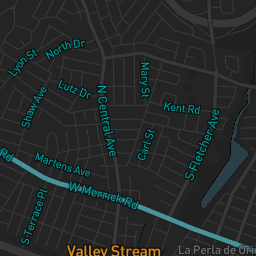 North Dr
Lyon St
Mary St
Lutz Dr
Shaw Ave
N Central Ave
Kent Rd
S Fletcher Ave
Carl St
Rd
Martens Ave
W Merrick Rd
S Terrace Pl
Valley Stream
La Perla de Ori